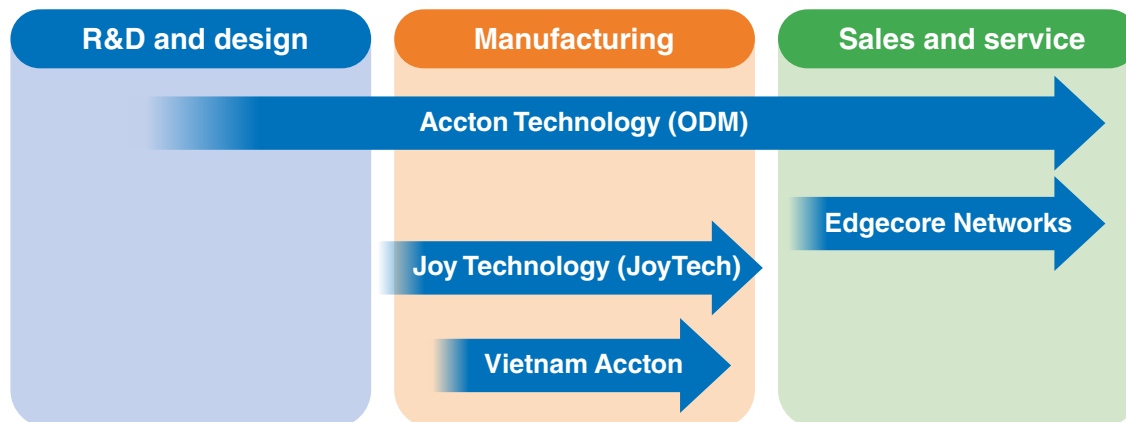 R&D and design
Manufacturing
Sales and service
Accton Technology (ODM)
Edgecore Networks
Joy Technology (JoyTech)
Vietnam Accton